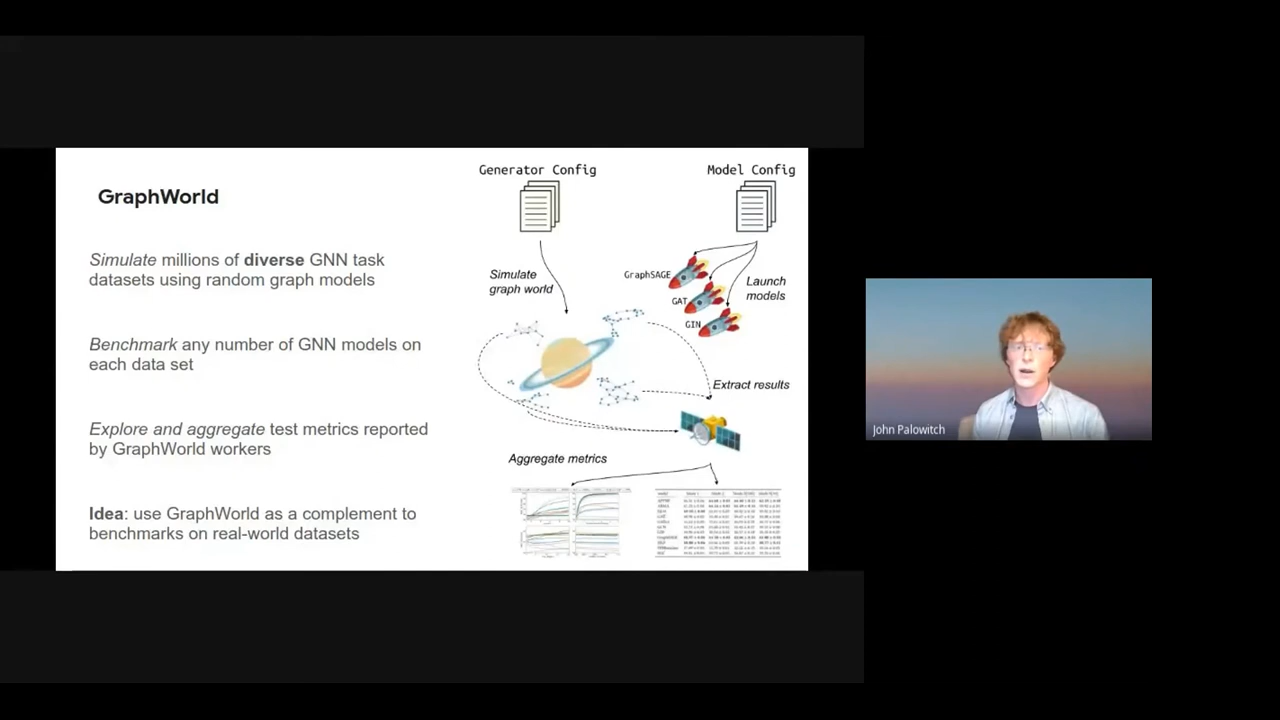 GraphWorld
Simulate millions of diverse GNN task
datasets using random graph models
Benchmark any number of GNN models on
each data set
Explore and aggregate test metrics reported
by GraphWorld workers
Idea: use GraphWorld as a complement to
benchmarks on real-world datasets
Generator Config
Model Config
Simulate
graph world
GraphSAGE
GAT
GIN
Launch
models
Extract results
Aggregate metrics
John Palowitch